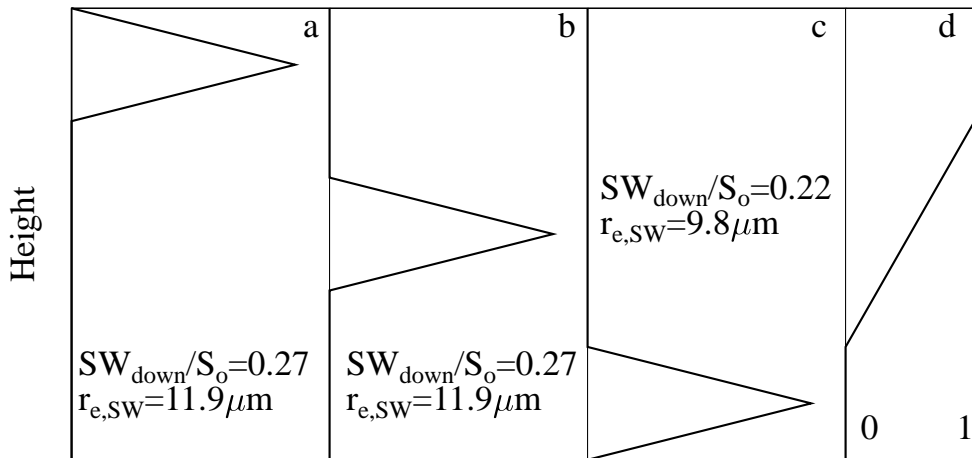 a
b
c
d
Height
SW_down/S_o=0.27
r_e,SW=11.9μm
SW_down/S_o=0.27
r_e,SW=11.9μm
SW_down/S_o=0.22
r_e,SW=9.8μm
0 1